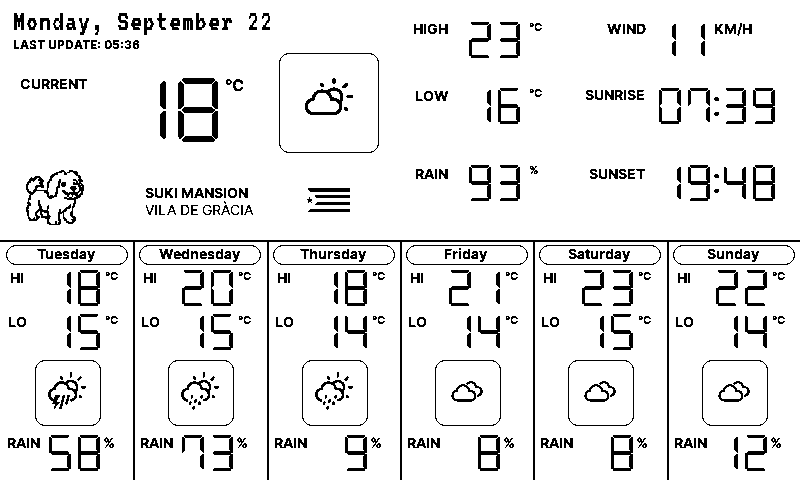 Monday, September 22
LAST UPDATE: 05:36
CURRENT 18 °C
HIGH 23 °C
LOW 16 °C
RAIN 93 %
WIND 11 KM/H
SUNRISE 07:39
SUNSET 19:48
SUKI MANSION
VILA DE GRÀCIA
Tuesday
HI 18 °C
LO 15 °C
RAIN 58 %
Wednesday
HI 20 °C
LO 15 °C
RAIN 73 %
Thursday
HI 18 °C
LO 14 °C
RAIN 9 %
Friday
HI 21 °C
LO 14 °C
RAIN 8 %
Saturday
HI 23 °C
LO 15 °C
RAIN 8 %
Sunday
HI 22 °C
LO 14 °C
RAIN 12 %